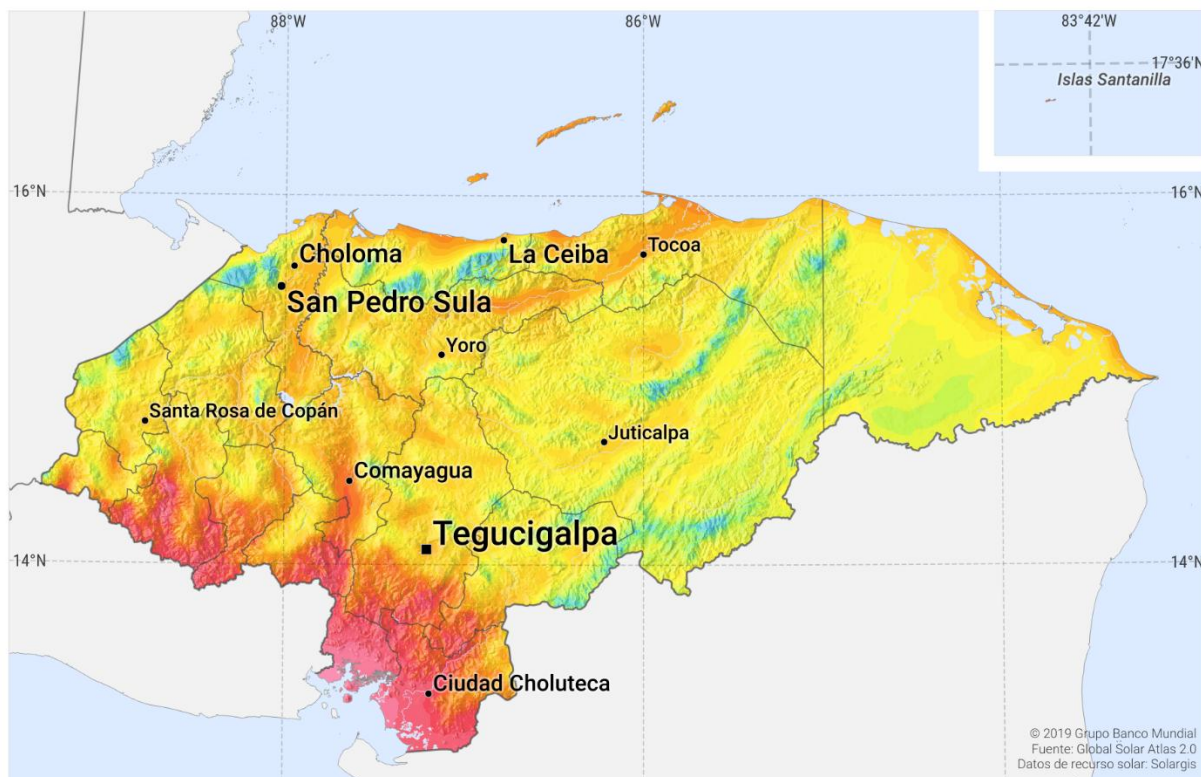 88°W
86°W
83°42'W
17°36'N
Islas Santanilla
16°N
16°N
Choloma
La Ceiba
Tocoa
San Pedro Sula
Yoro
Santa Rosa de Copán
Juticalpa
Comayagua
Tegucigalpa
14°N
14°N
Ciudad Choluteca
© 2019 Grupo Banco Mundial
Fuente: Global Solar Atlas 2.0
Datos de recurso solar: Solargis